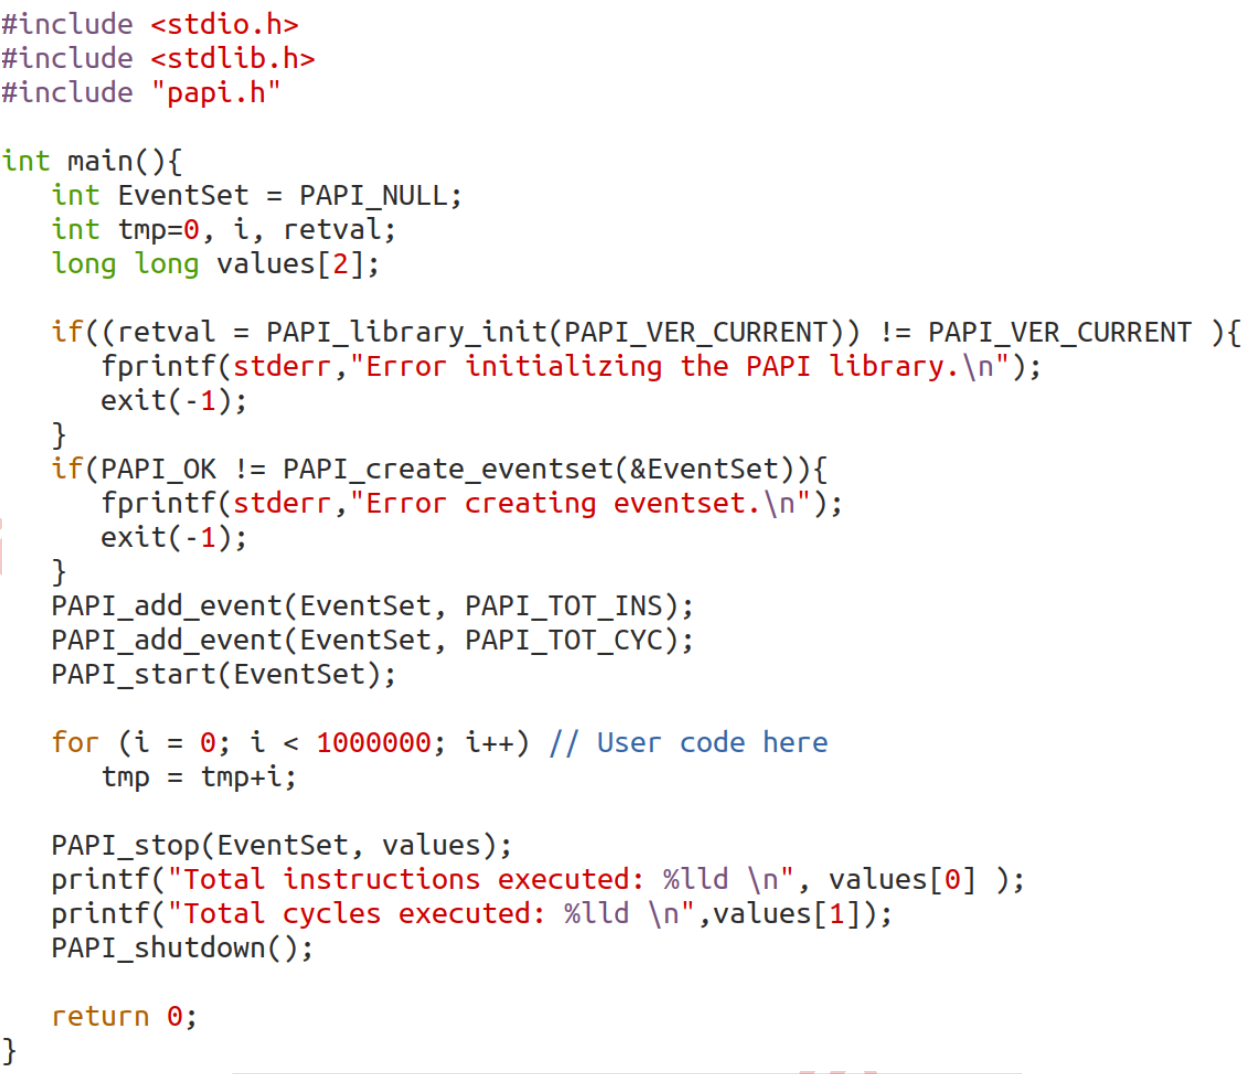 #include <stdio.h>
#include <stdlib.h>
#include "papi.h"

int main(){
   int EventSet = PAPI_NULL;
   int tmp=0, i, retval;
   long long values[2];

   if((retval = PAPI_library_init(PAPI_VER_CURRENT)) != PAPI_VER_CURRENT ){
      fprintf(stderr,"Error initializing the PAPI library.\n");
      exit(-1);
   }
   if(PAPI_OK != PAPI_create_eventset(&EventSet)){
      fprintf(stderr,"Error creating eventset.\n");
      exit(-1);
   }
   PAPI_add_event(EventSet, PAPI_TOT_INS);
   PAPI_add_event(EventSet, PAPI_TOT_CYC);
   PAPI_start(EventSet);

   for (i = 0; i < 1000000; i++) // User code here
      tmp = tmp+i;

   PAPI_stop(EventSet, values);
   printf("Total instructions executed: %lld \n", values[0] );
   printf("Total cycles executed: %lld \n",values[1]);
   PAPI_shutdown();

   return 0;
}